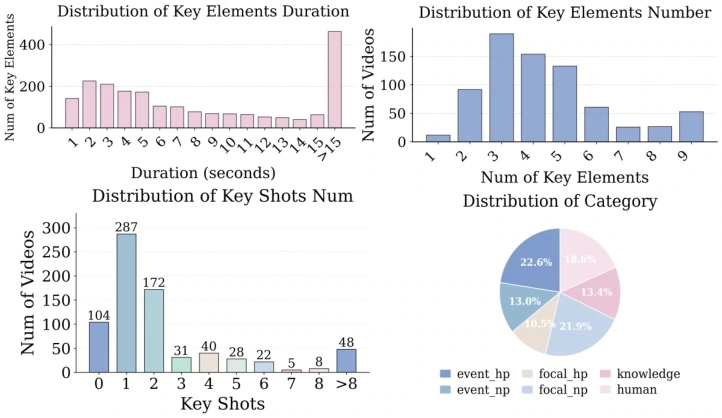 Distribution of Key Elements Duration
Num of Key Elements
400
200
0
1 2 3 4 5 6 7 8 9 10 11 12 13 14 15 >15
Duration (seconds)
Distribution of Key Elements Number
Num of Videos
150
100
50
0
1 2 3 4 5 6 7 8 9
Num of Key Elements
Distribution of Key Shots Num
Num of Videos
300
250
200
150
100
50
0
104 287 172 31 40 28 22 5 8 48
0 1 2 3 4 5 6 7 8 >8
Key Shots
Distribution of Category
22.6%
18.6%
13.4%
13.0%
10.5%
21.9%
event_hp focal_hp knowledge
event_np focal_np human